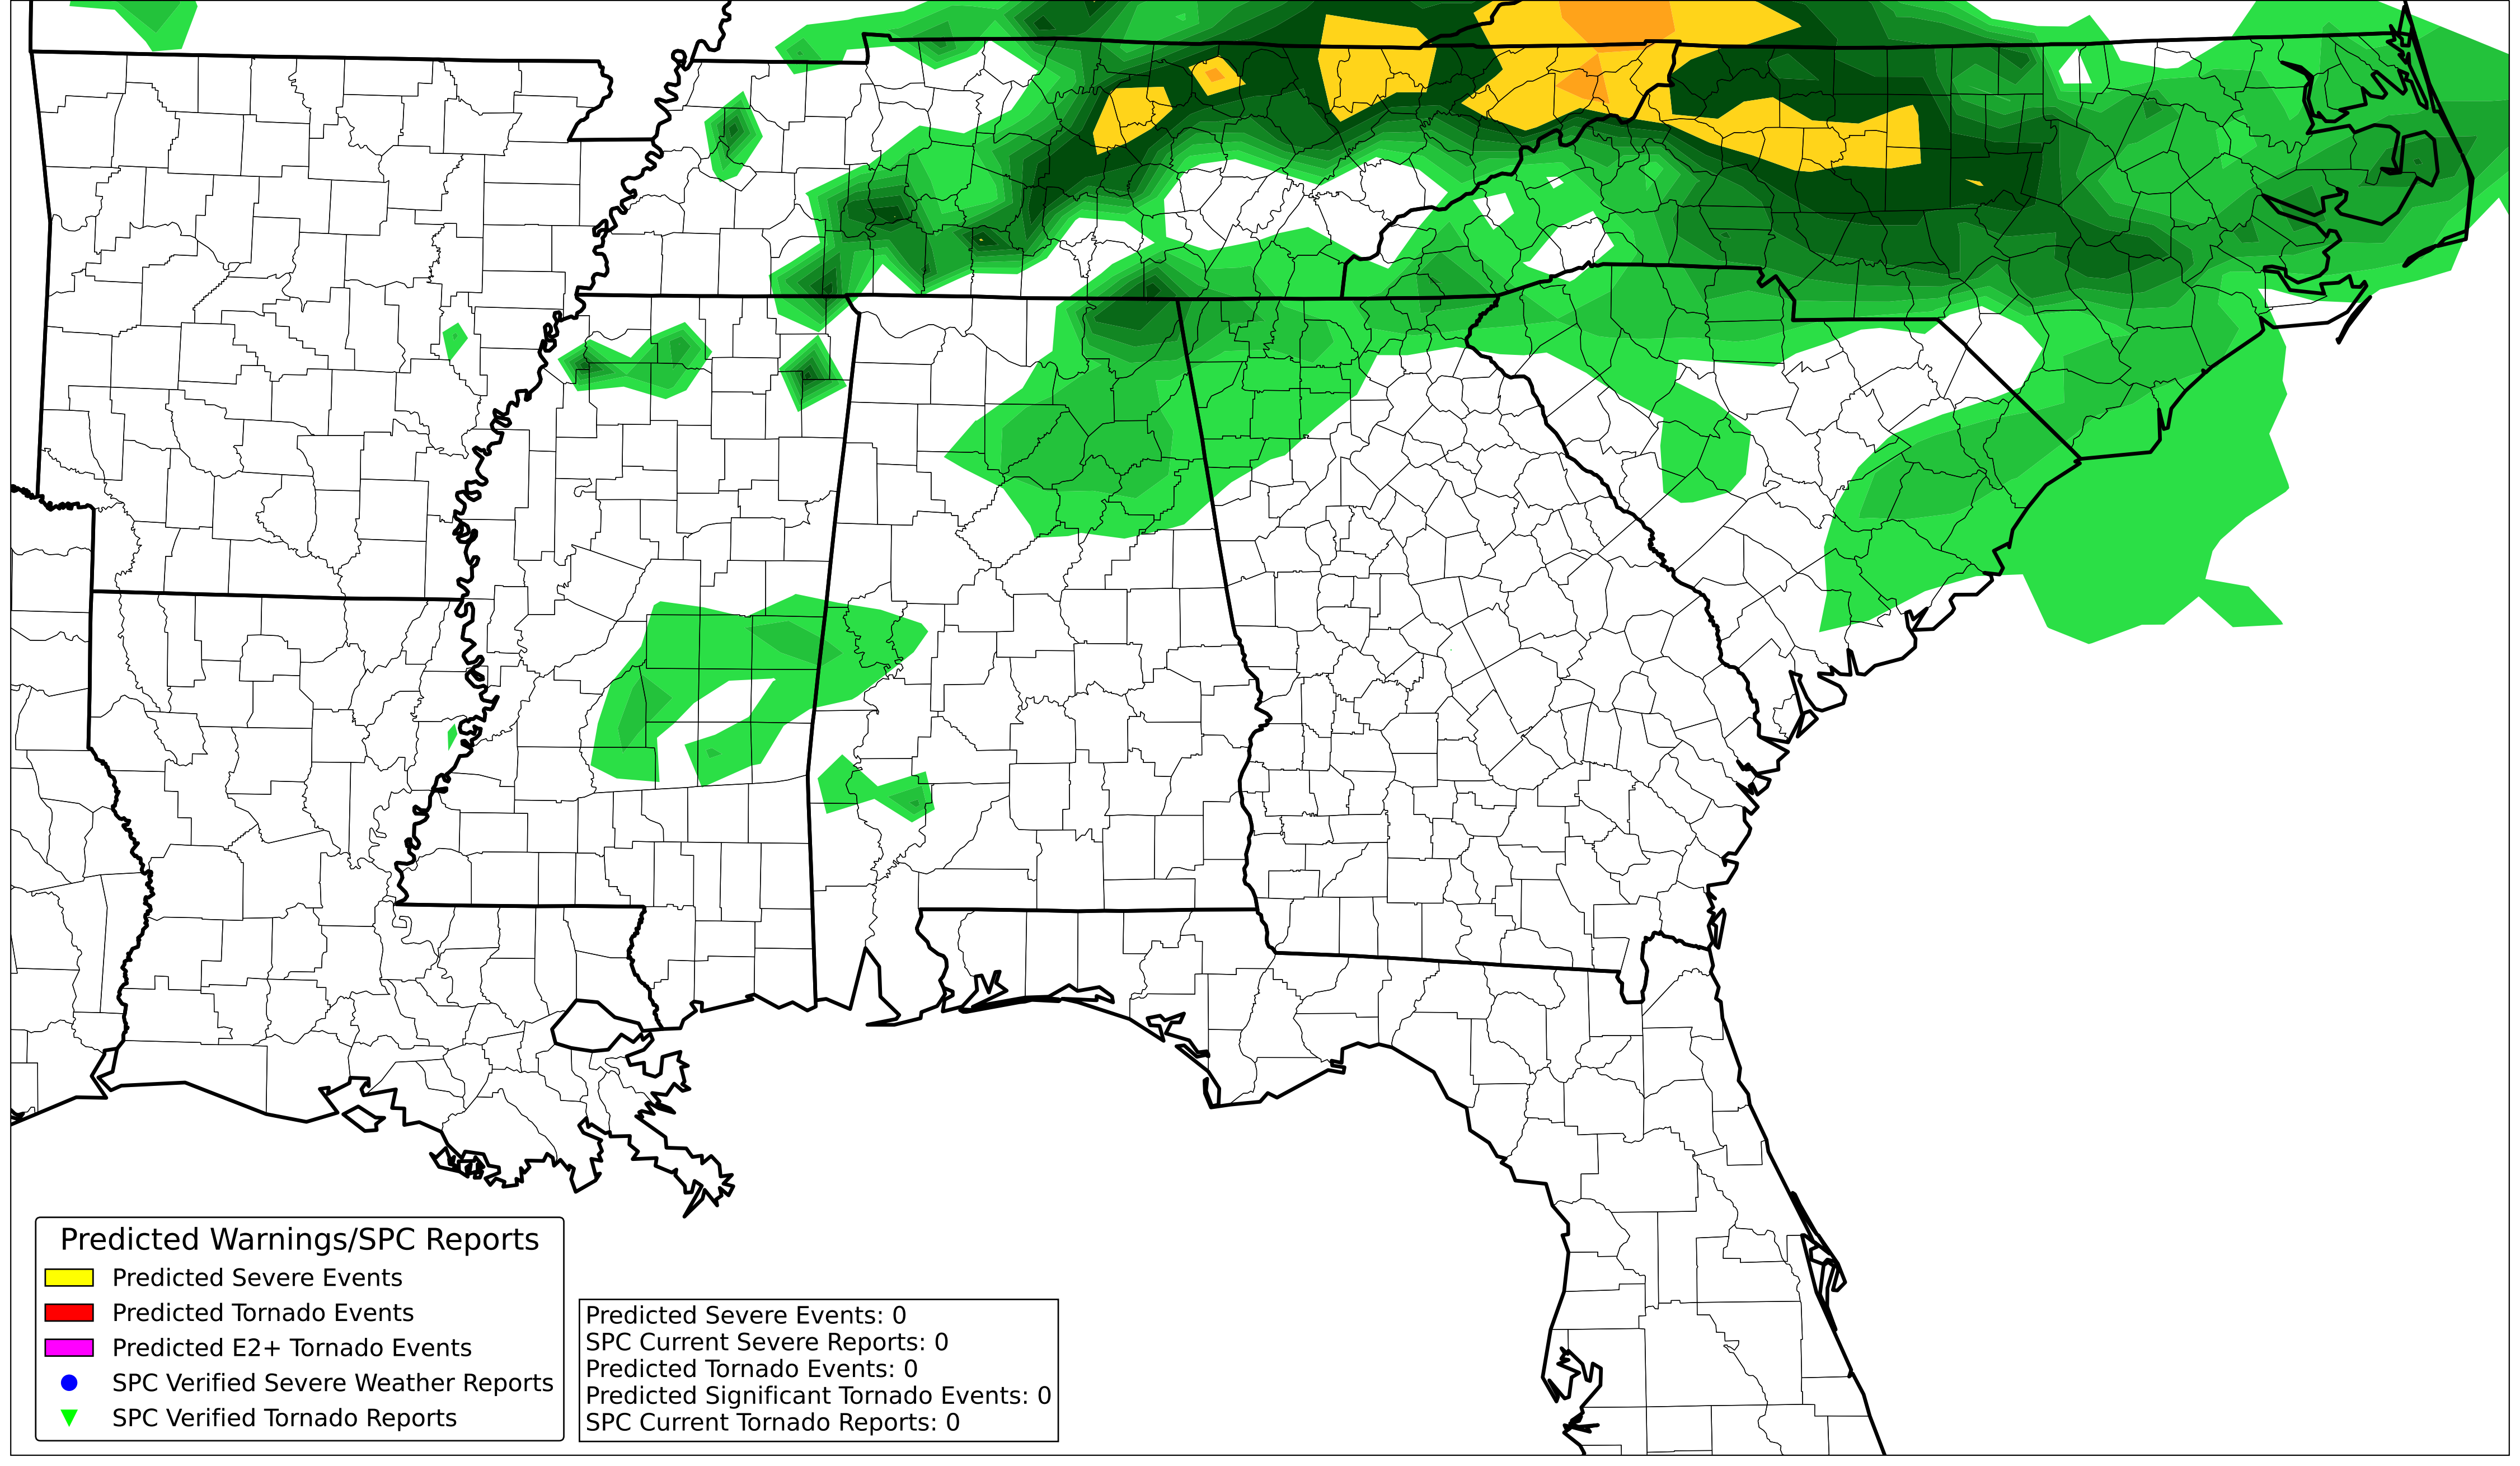 Predicted Warnings/SPC Reports
Predicted Severe Events
Predicted Tornado Events
Predicted E2+ Tornado Events
SPC Verified Severe Weather Reports
SPC Verified Tornado Reports
Predicted Severe Events: 0
SPC Current Severe Reports: 0
Predicted Tornado Events: 0
Predicted Significant Tornado Events: 0
SPC Current Tornado Reports: 0